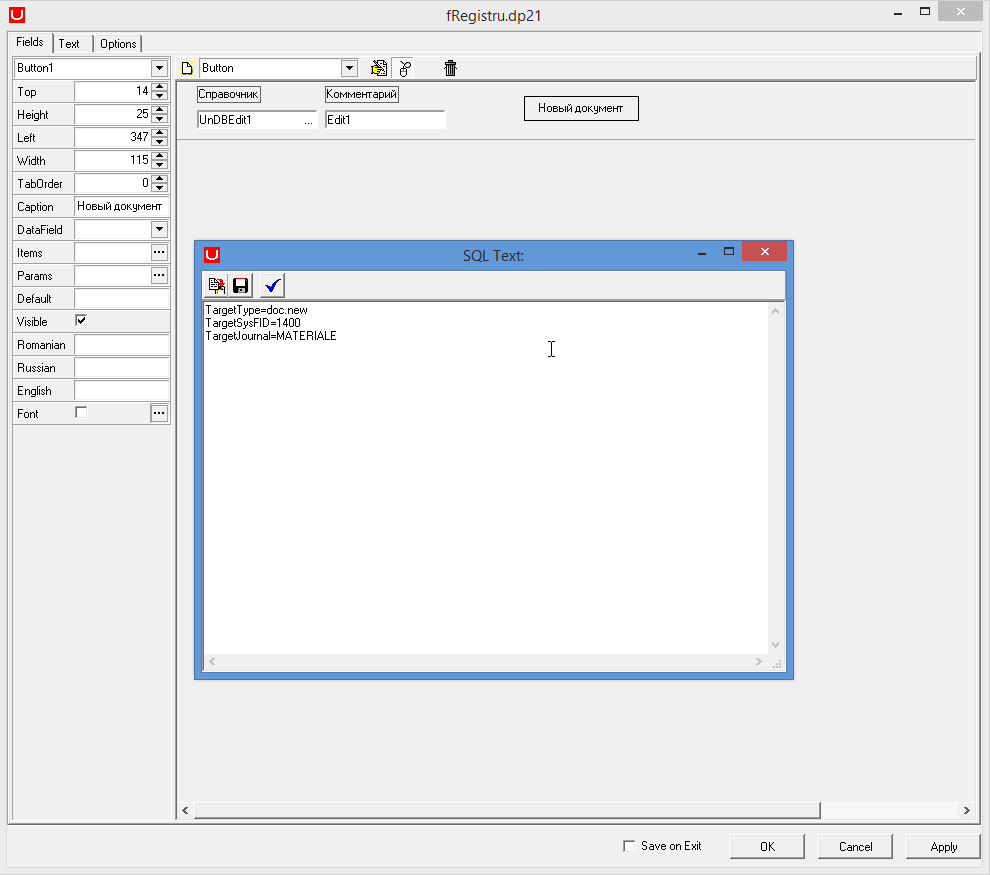 fRegistru.dp21
Fields Text Options
Button1 Button
Top 14
Height 25
Left 347
Width 115
TabOrder 0
Caption Новый документ
DataField
Items ...
Params ...
Default
Visible
Romanian
Russian
English
Font ...
Справочник Комментарий
UnDBEdit1 ... Edit1
Новый документ
SQL Text:
TargetType=doc.new
TargetSysFID=1400
TargetJournal=MATERIALE
Save on Exit OK Cancel Apply